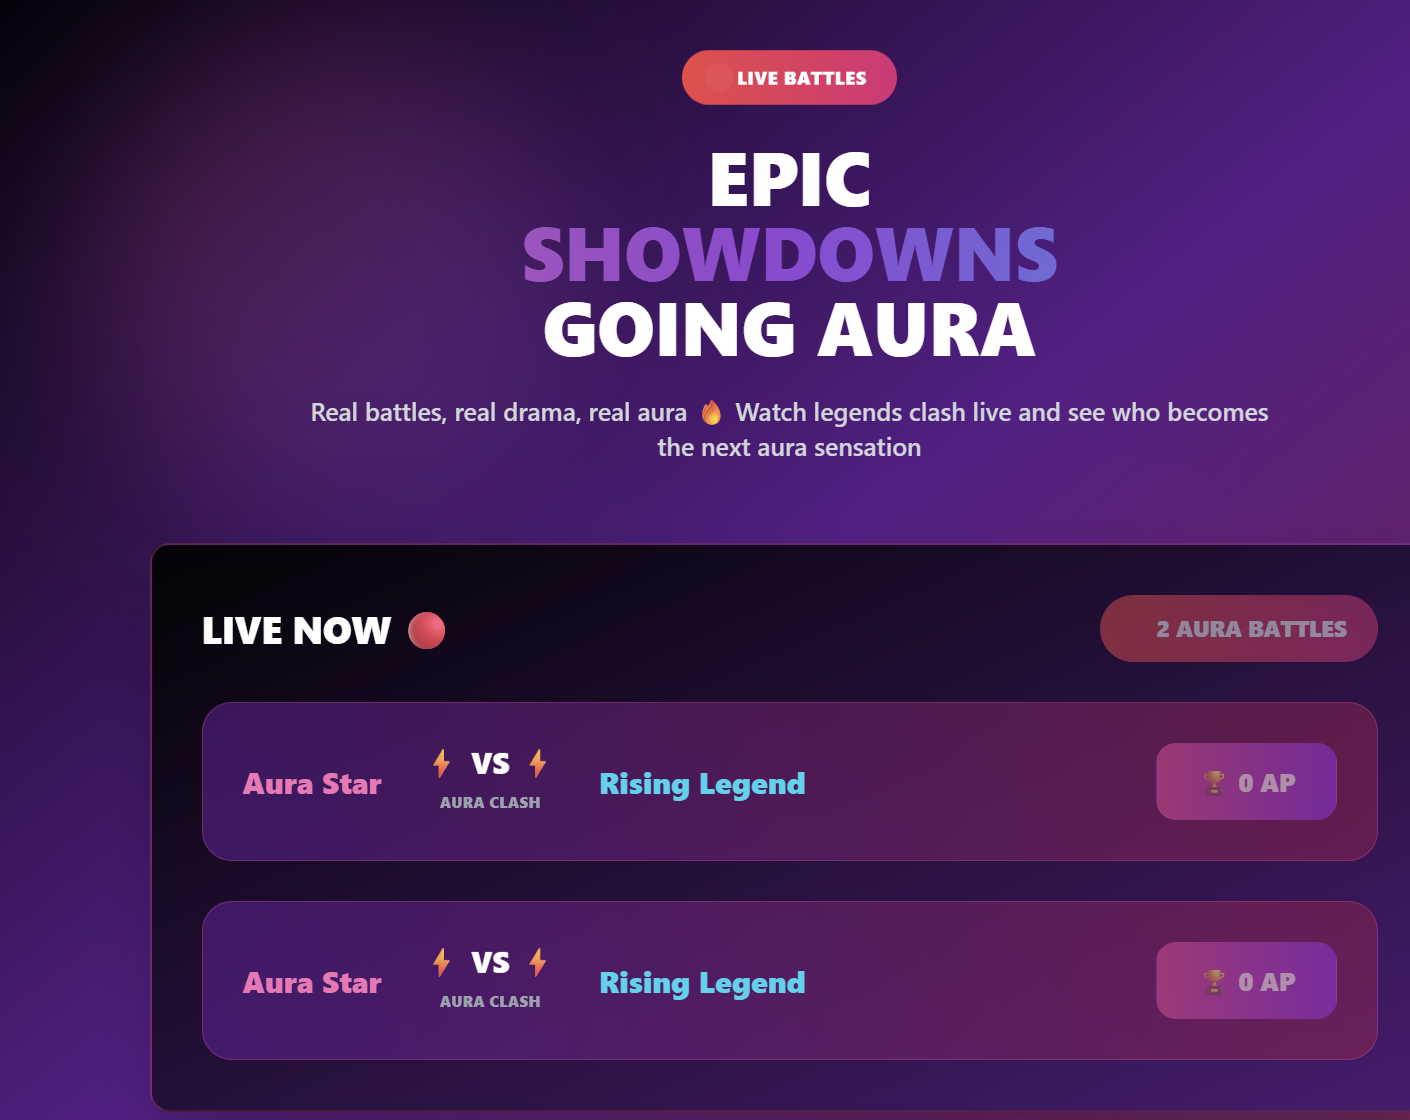 LIVE BATTLES
EPIC
SHOWDOWNS
GOING AURA
Real battles, real drama, real aura 🔥 Watch legends clash live and see who becomes
the next aura sensation
LIVE NOW 🔴
2 AURA BATTLES
Aura Star
⚡ VS ⚡
AURA CLASH
Rising Legend
🏆 0 AP
Aura Star
⚡ VS ⚡
AURA CLASH
Rising Legend
🏆 0 AP